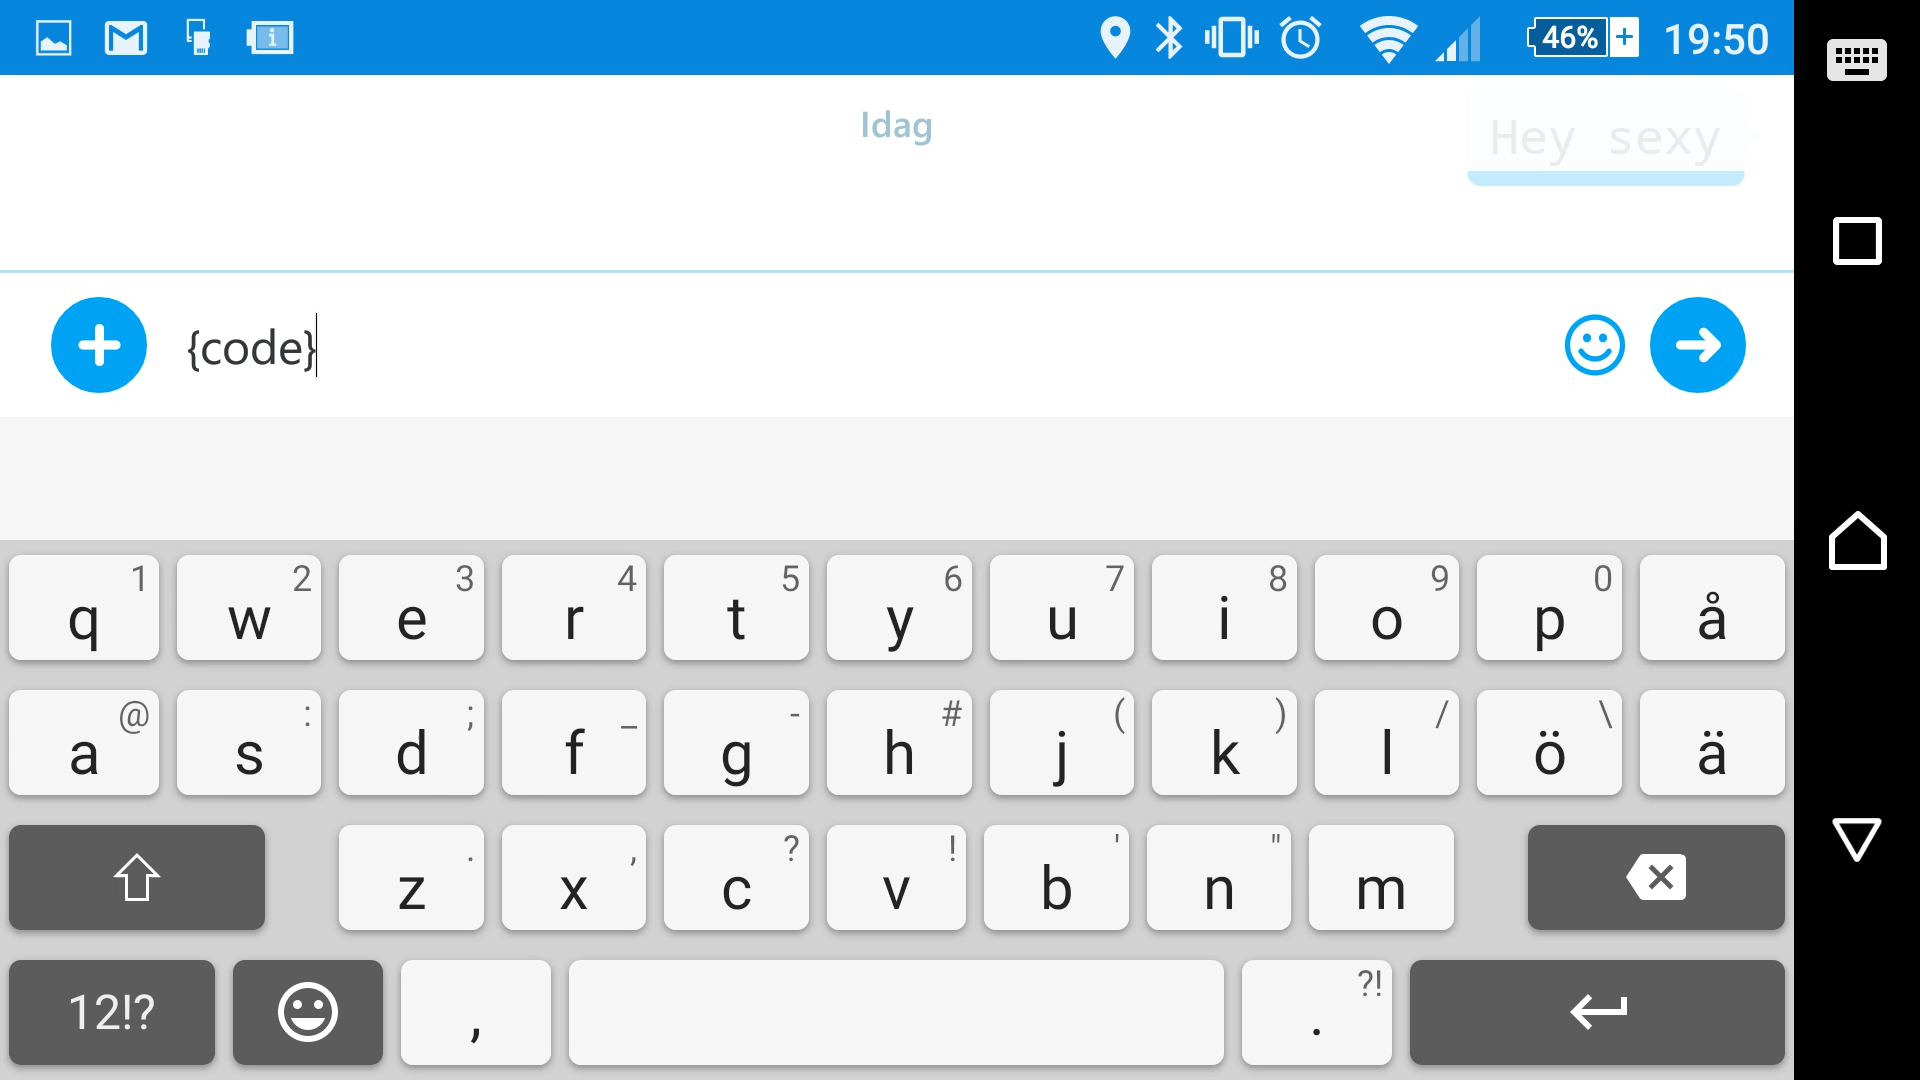 46% 19:50
Idag
Hey sexy
{code}
1 2 3 4 5 6 7 8 9 0
q w e r t y u i o p å
@ : ; _ - # ( ) / \
a s d f g h j k l ö ä
. , ? ! ' "
z x c v b n m
12!? , . ?!